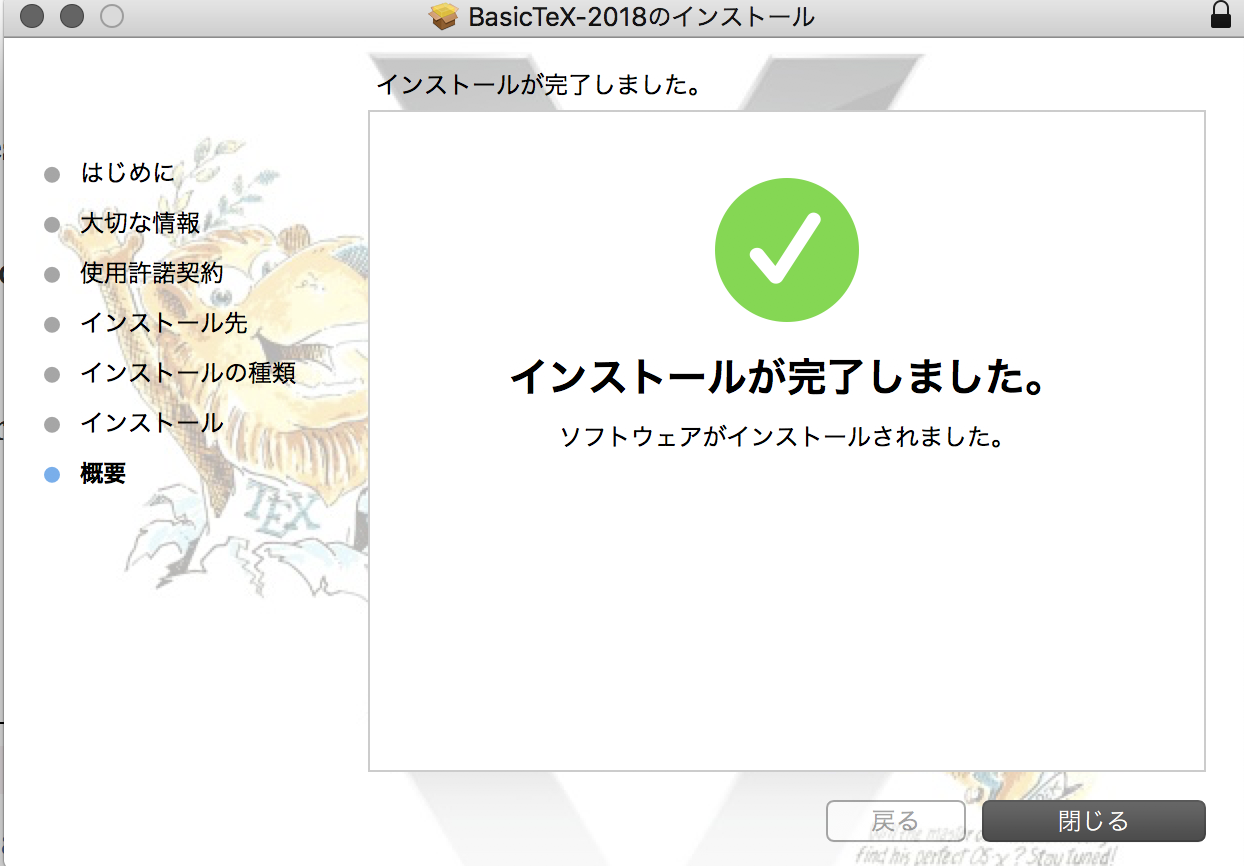 BasicTeX-2018のインストール
インストールが完了しました。
はじめに
大切な情報
使用許諾契約
インストール先
インストールの種類
インストール
概要
TEX
インストールが完了しました。
ソフトウェアがインストールされました。
戻る
閉じる
the master
find his perfect OS-X? Stay tuned!